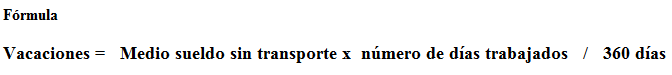 Fórmula
Vacaciones = Medio sueldo sin transporte x número de días trabajados / 360 días